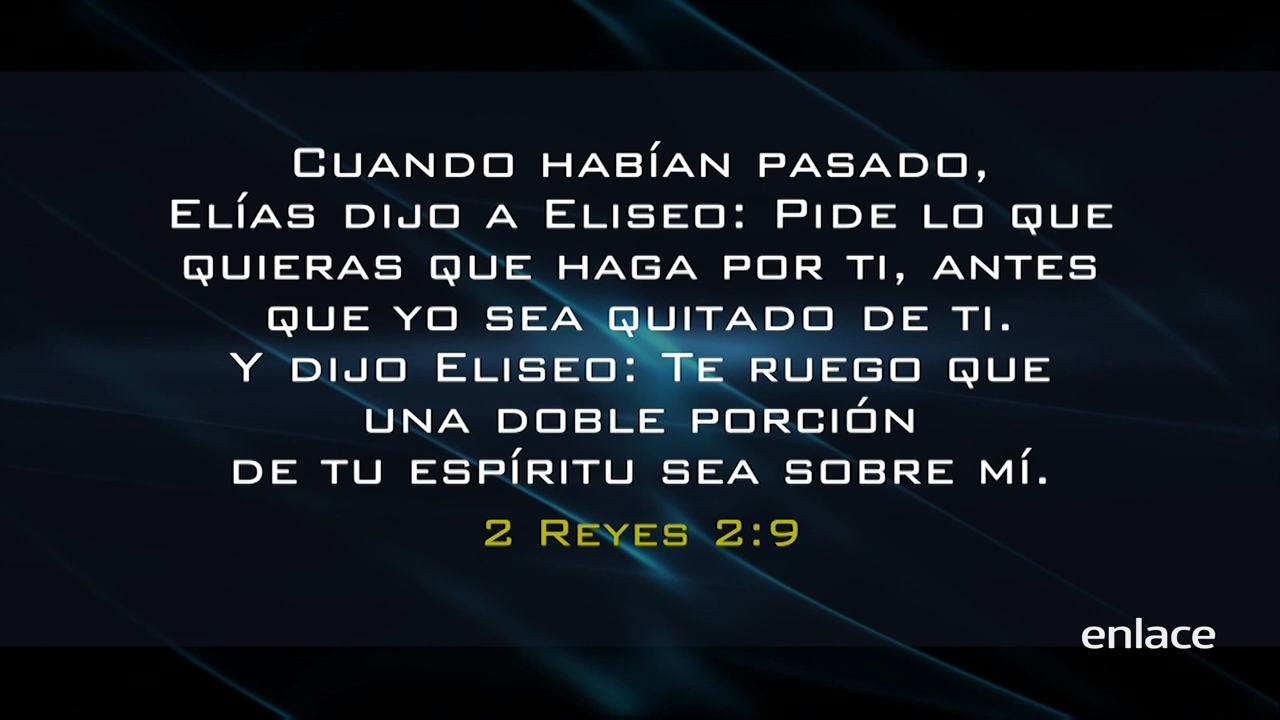 Cuando habían pasado,
Elías dijo a Eliseo: Pide lo que
quieras que haga por ti, antes
que yo sea quitado de ti.
Y dijo Eliseo: Te ruego que
una doble porción
de tu espíritu sea sobre mí.
2 Reyes 2:9
enlace